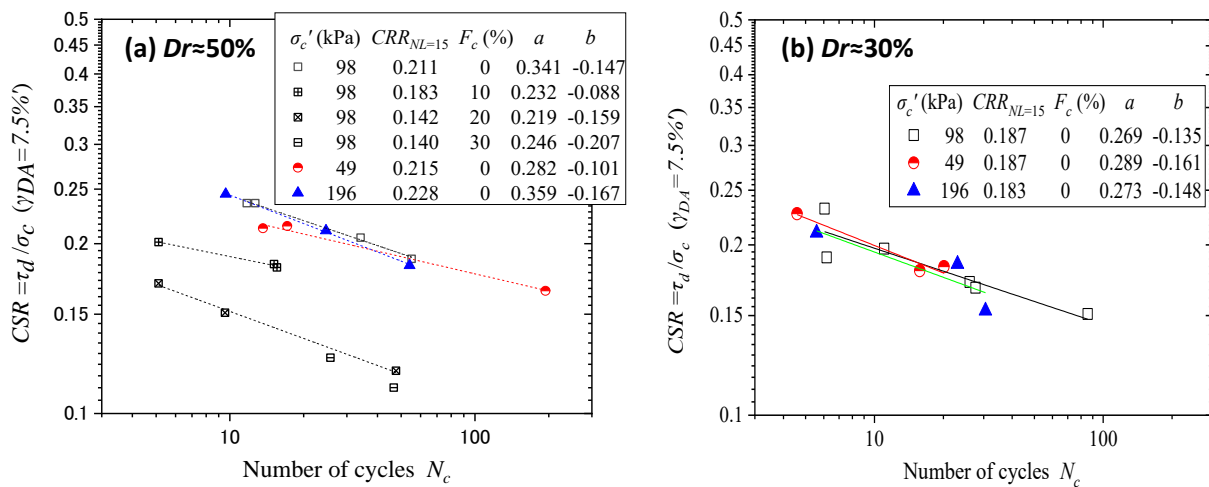 (a) Dr≈50%
σc' (kPa) CRR NL=15 Fc (%) a b
98 0.211 0 0.341 -0.147
98 0.183 10 0.232 -0.088
98 0.142 20 0.219 -0.159
98 0.140 30 0.246 -0.207
49 0.215 0 0.282 -0.101
196 0.228 0 0.359 -0.167
0.5
0.45
0.4
0.35
0.3
0.25
0.2
0.15
0.1
10
100
CSR =τd/σc (γDA=7.5%')
Number of cycles Nc
(b) Dr≈30%
σc' (kPa) CRR NL=15 Fc (%) a b
98 0.187 0 0.269 -0.135
49 0.187 0 0.289 -0.161
196 0.183 0 0.273 -0.148
0.5
0.45
0.4
0.35
0.3
0.25
0.2
0.15
0.1
10
100
CSR =τd/σc (γDA=7.5%')
Number of cycles Nc